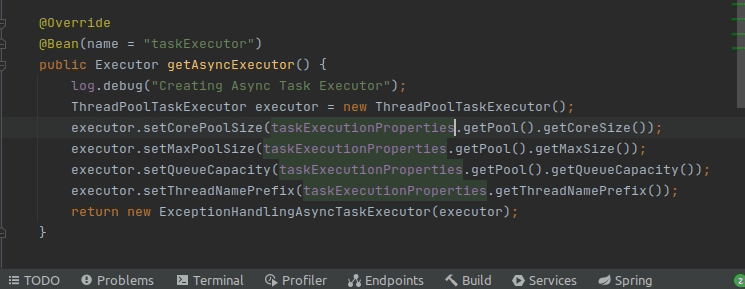 @Override
@Bean(name = "taskExecutor")
public Executor getAsyncExecutor() {
log.debug("Creating Async Task Executor");
ThreadPoolTaskExecutor executor = new ThreadPoolTaskExecutor();
executor.setCorePoolSize(taskExecutionProperties.getPool().getCoreSize());
executor.setMaxPoolSize(taskExecutionProperties.getPool().getMaxSize());
executor.setQueueCapacity(taskExecutionProperties.getPool().getQueueCapacity());
executor.setThreadNamePrefix(taskExecutionProperties.getThreadNamePrefix());
return new ExceptionHandlingAsyncTaskExecutor(executor);
}
TODO Problems Terminal Profiler Endpoints Build Services Spring 2